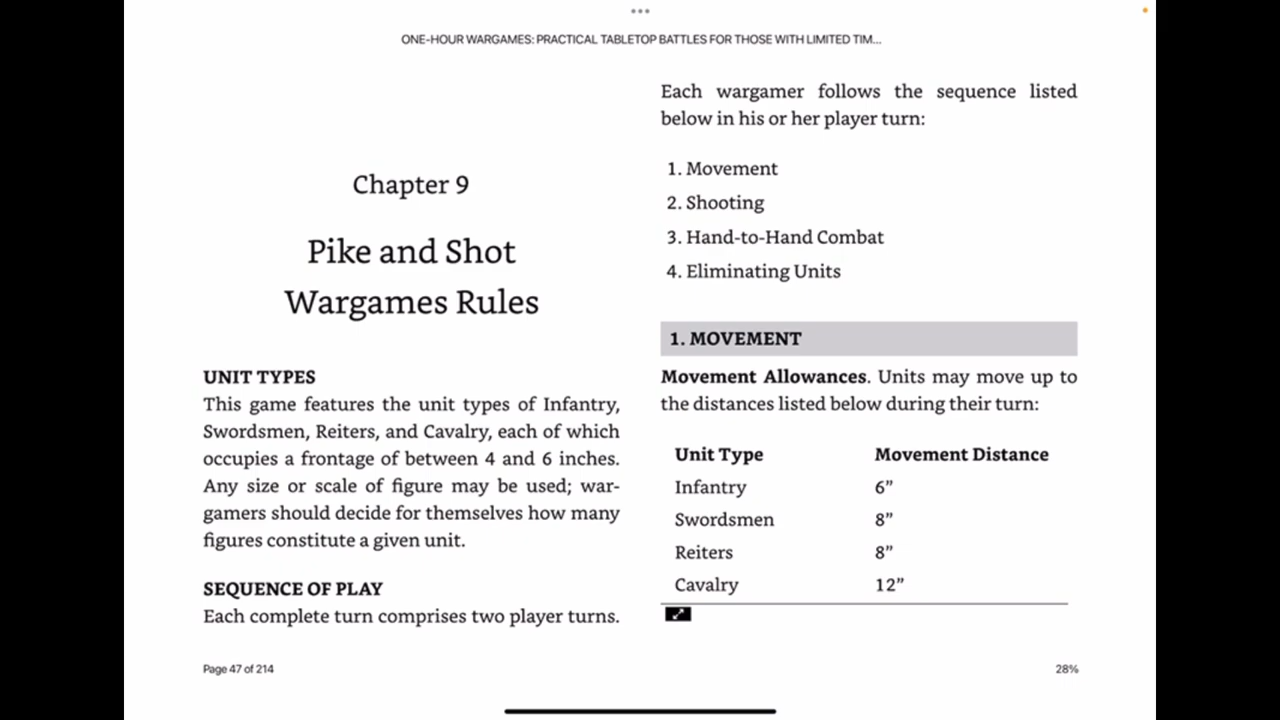 ONE-HOUR WARGAMES: PRACTICAL TABLETOP BATTLES FOR THOSE WITH LIMITED TIM...
Chapter 9
Pike and Shot
Wargames Rules
UNIT TYPES
This game features the unit types of Infantry,
Swordsmen, Reiters, and Cavalry, each of which
occupies a frontage of between 4 and 6 inches.
Any size or scale of figure may be used; war-
gamers should decide for themselves how many
figures constitute a given unit.
SEQUENCE OF PLAY
Each complete turn comprises two player turns.
Each wargamer follows the sequence listed
below in his or her player turn:
1. Movement
2. Shooting
3. Hand-to-Hand Combat
4. Eliminating Units
1. MOVEMENT
Movement Allowances. Units may move up to
the distances listed below during their turn:
Unit Type Movement Distance
Infantry 6”
Swordsmen 8”
Reiters 8”
Cavalry 12”
Page 47 of 214
28%